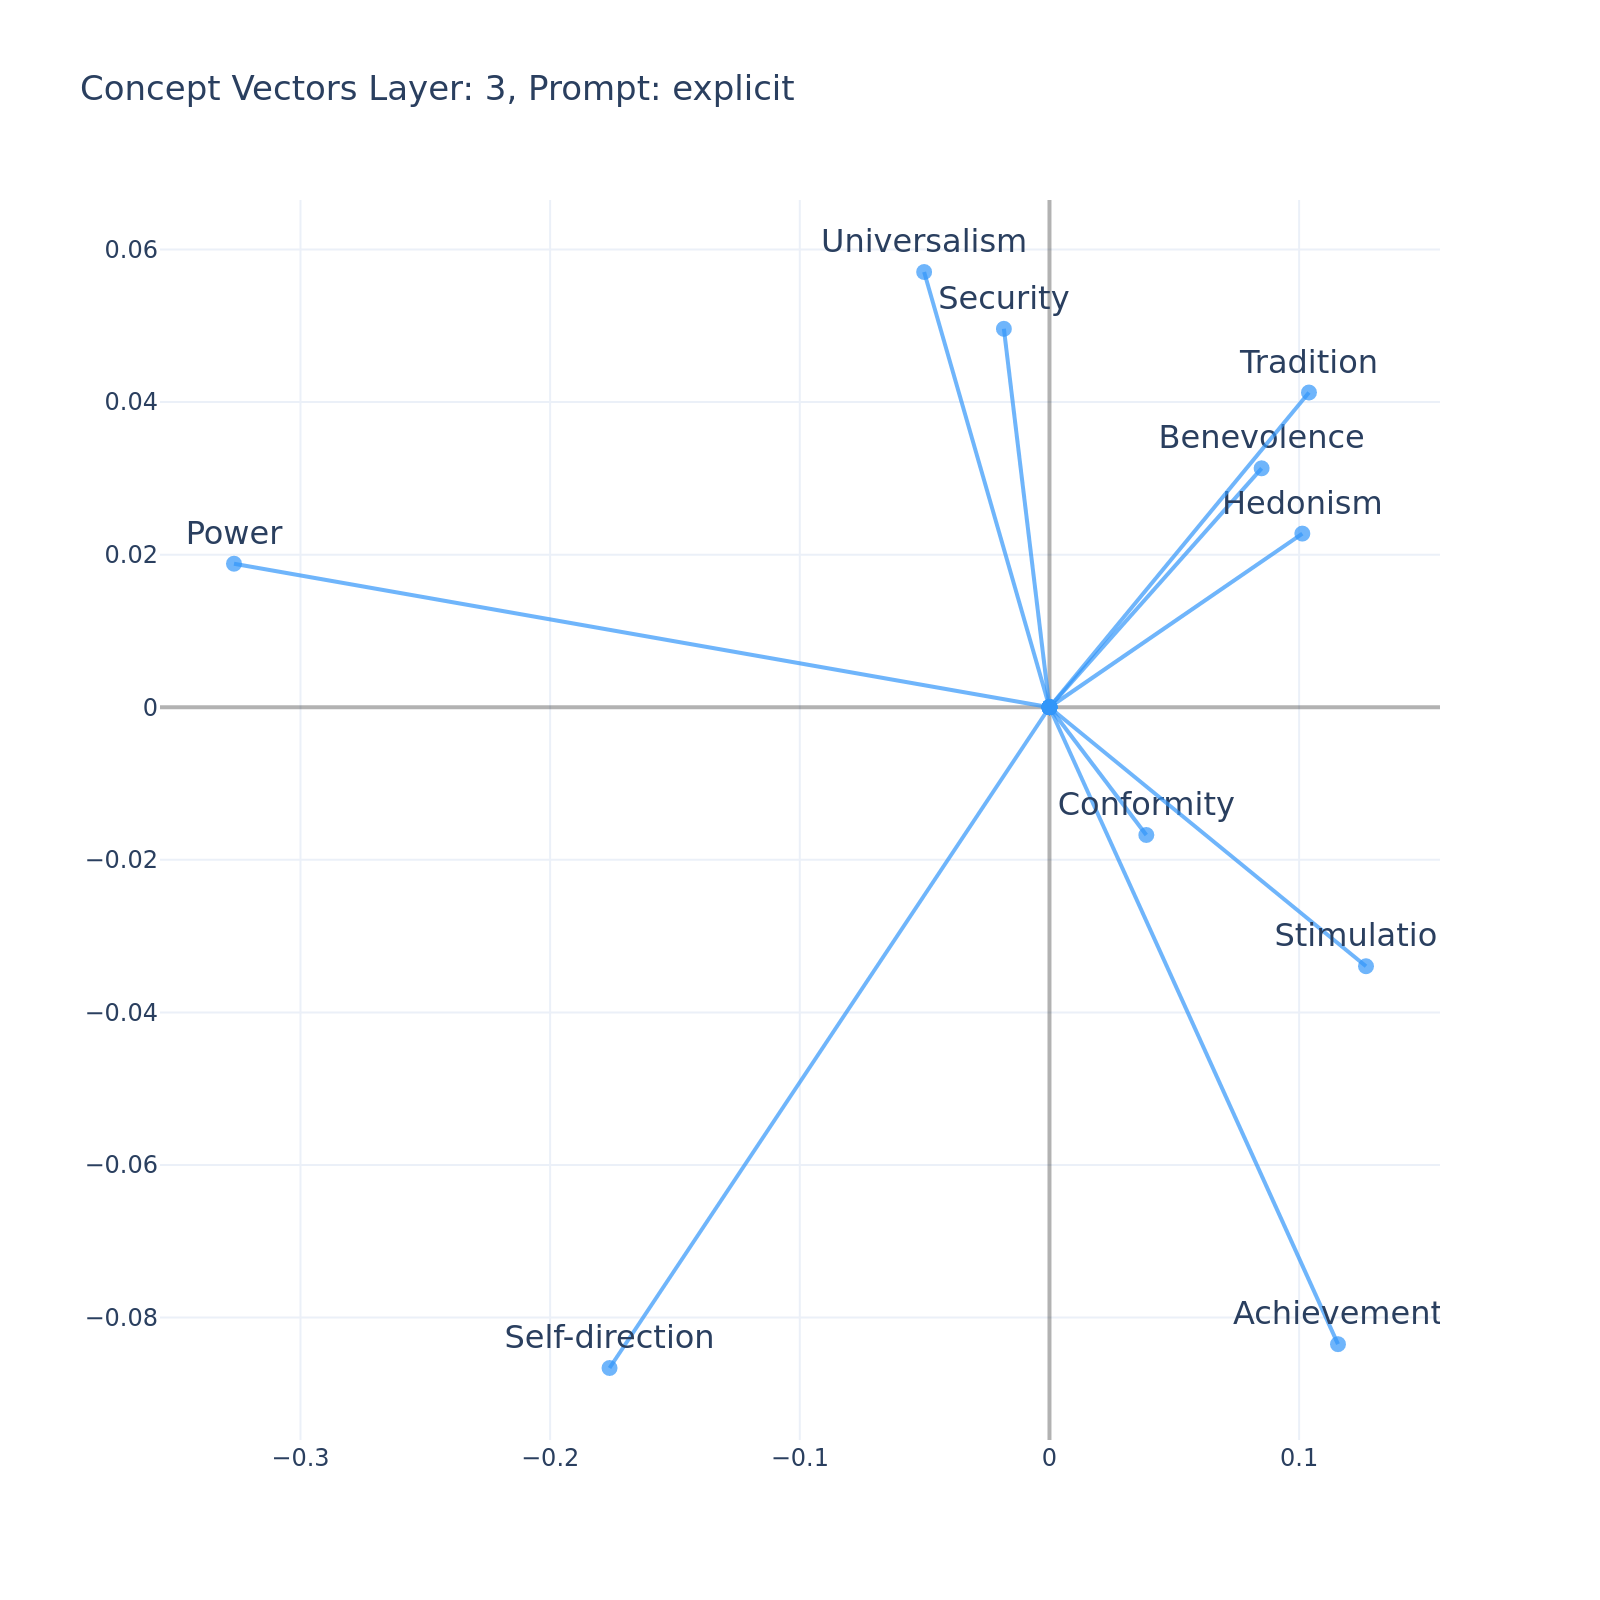 Concept Vectors Layer: 3, Prompt: explicit
Universalism
0.06
Security
Tradition
0.04
Benevolence
Hedonism
Power
0.02
0
Conformity
−0.02
Stimulatio
−0.04
−0.06
Achievement
−0.08
Self-direction
−0.3
−0.2
−0.1
0
0.1